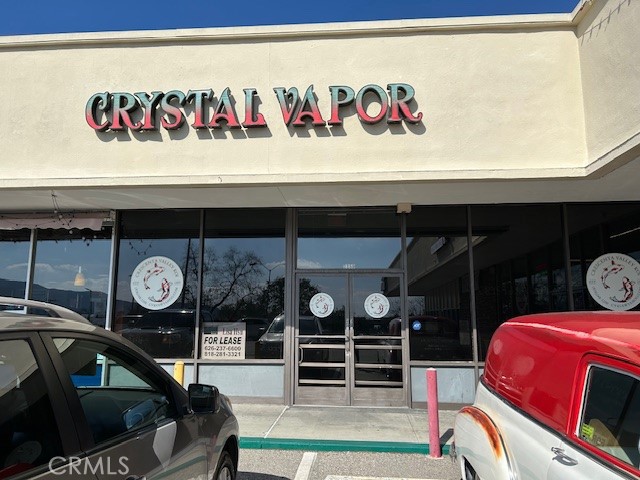 CRYSTAL VAPOR
FOR LEASE
626-237-6600
818-281-3321
CRMLS